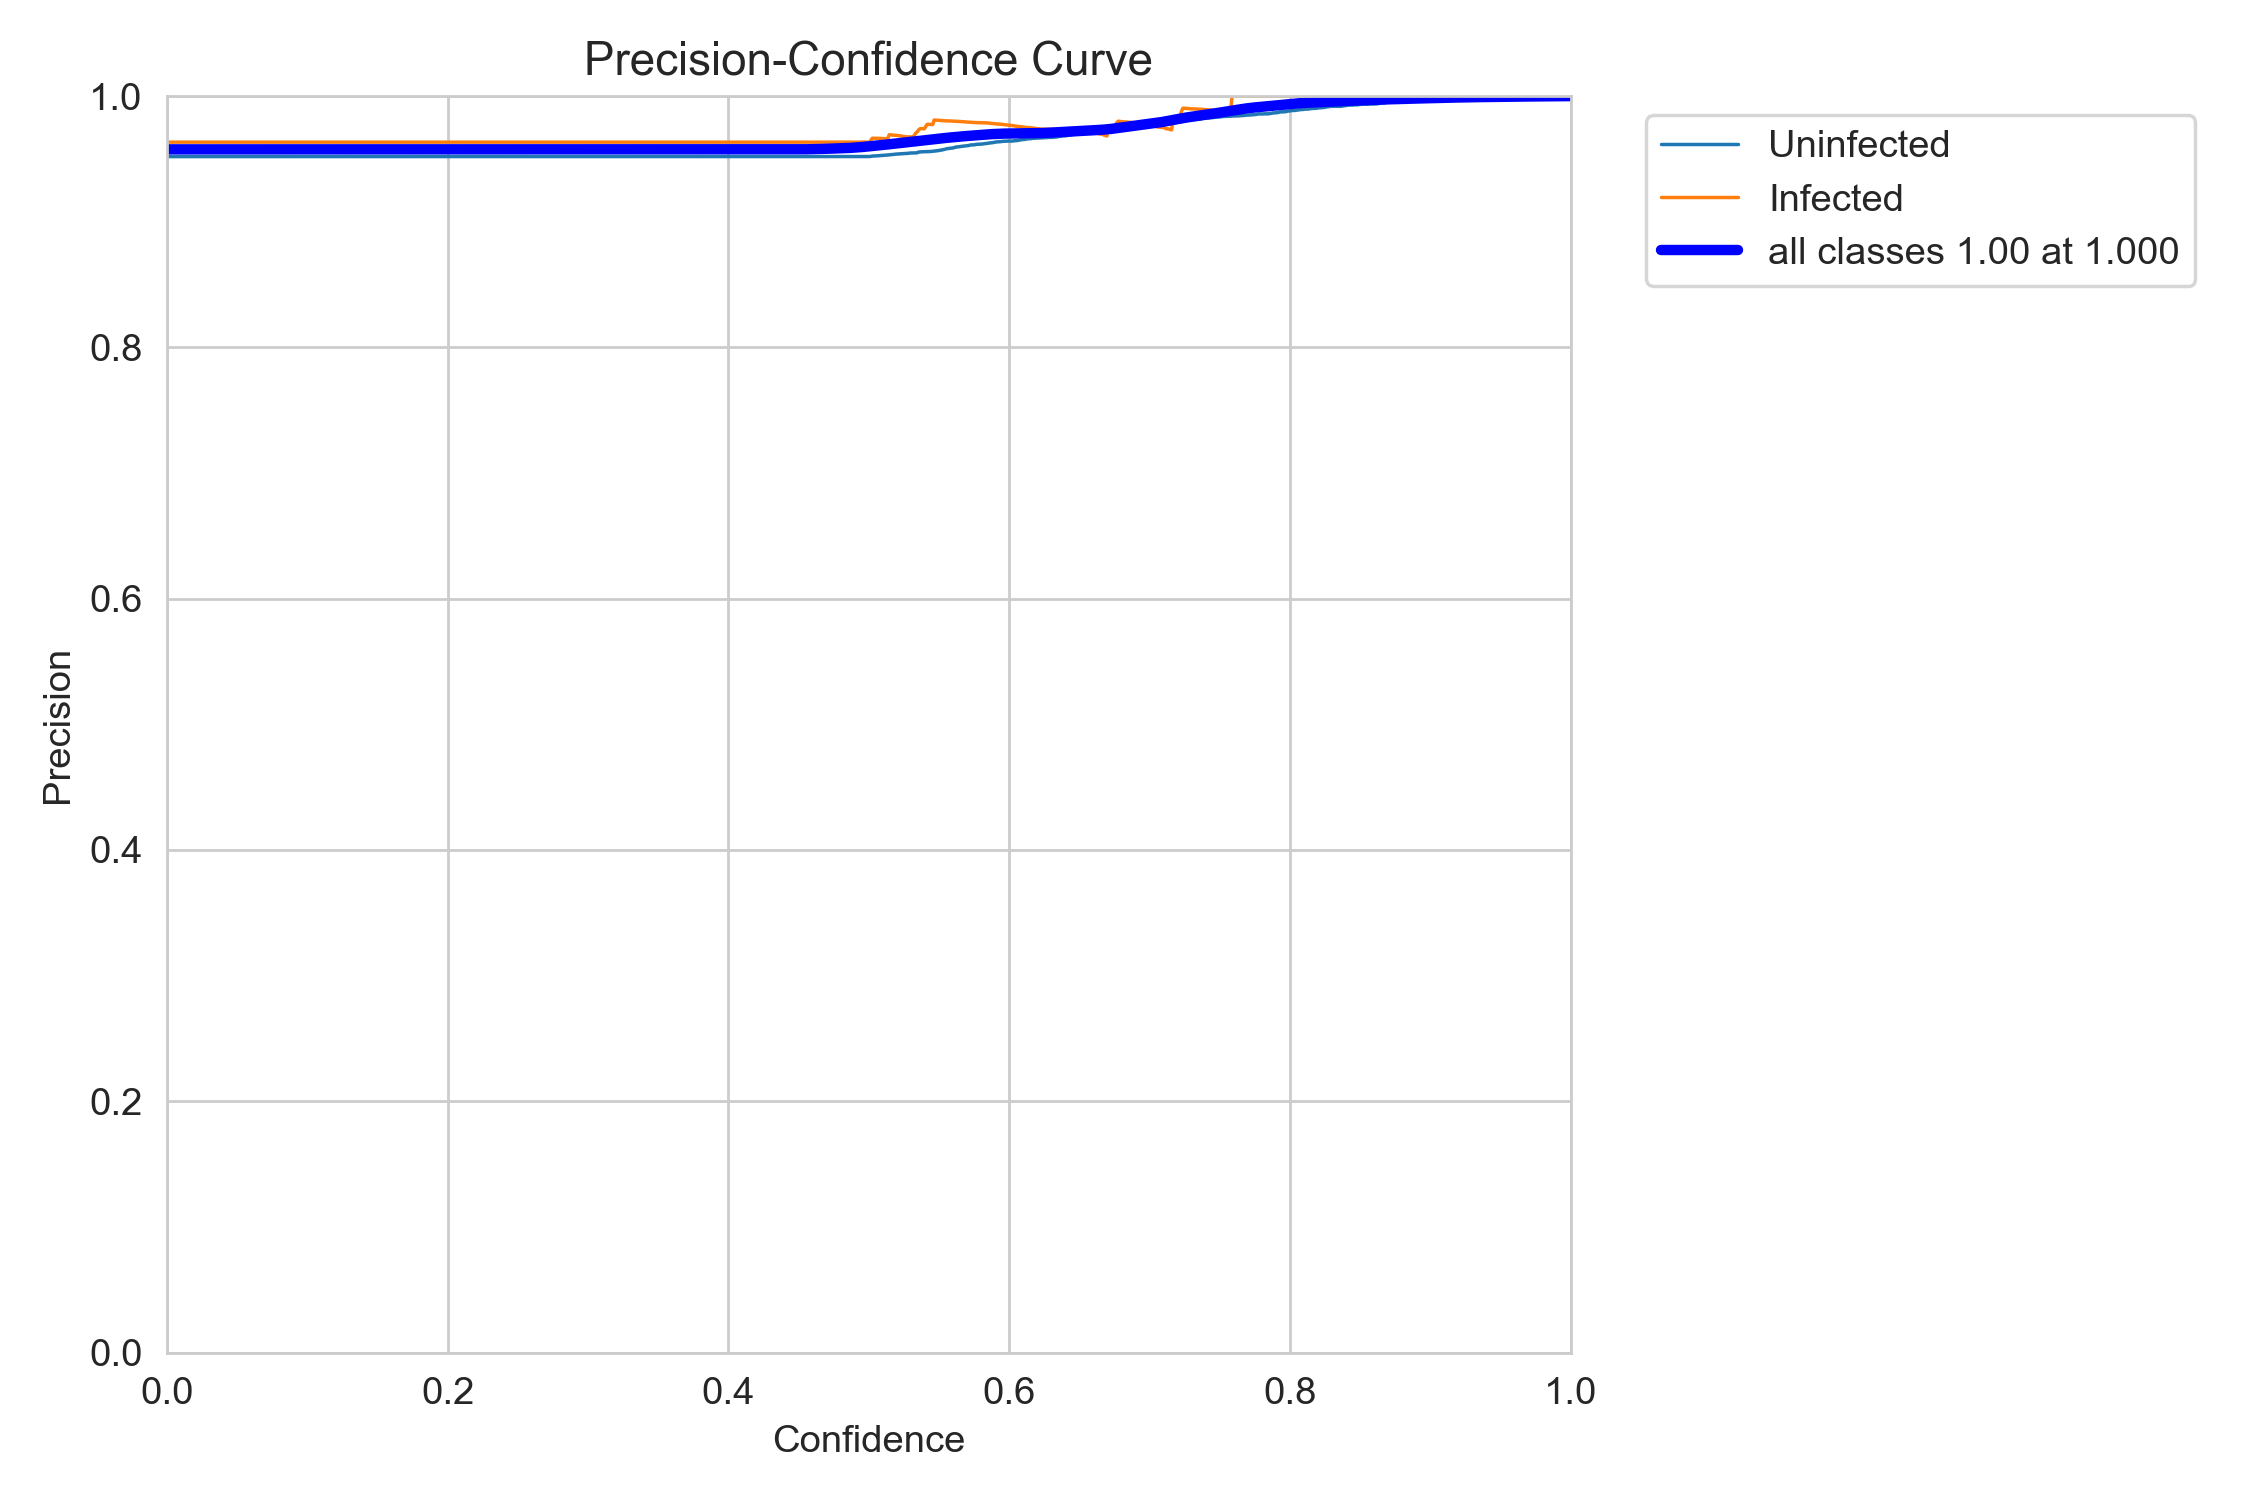 Precision-Confidence Curve
1.0
0.8
0.6
0.4
0.2
0.0
Precision
0.0 0.2 0.4 0.6 0.8 1.0
Confidence
Uninfected
Infected
all classes 1.00 at 1.000